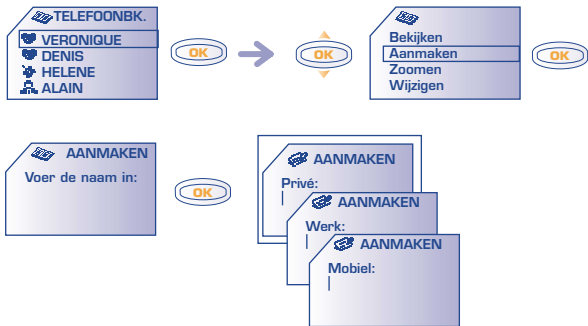 TELEFOONBK.
VERONIQUE
DENIS
HELENE
ALAIN
OK
OK
Bekijken
Aanmaken
Zoomen
Wijzigen
OK
AANMAKEN
Voer de naam in:
OK
AANMAKEN
Privé:
AANMAKEN
Werk:
AANMAKEN
Mobiel: